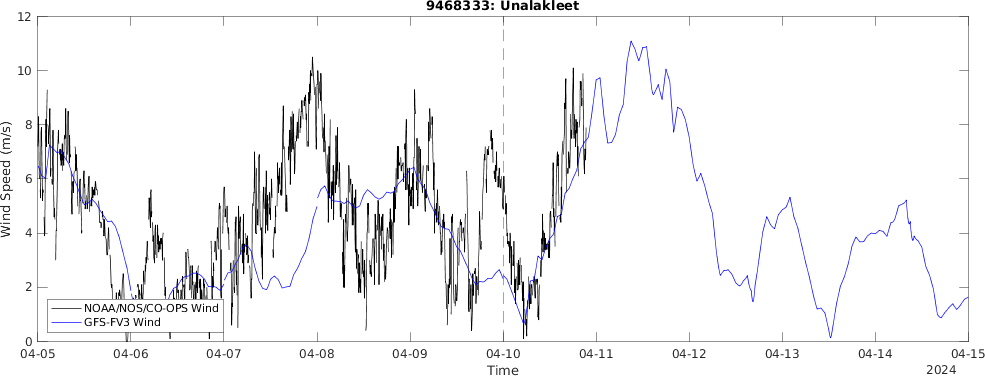 9468333: Unalakleet
Wind Speed (m/s)
12
10
8
6
4
2
0
NOAA/NOS/CO-OPS Wind
GFS-FV3 Wind
04-05 04-06 04-07 04-08 04-09 04-10 04-11 04-12 04-13 04-14 04-15
Time
2024